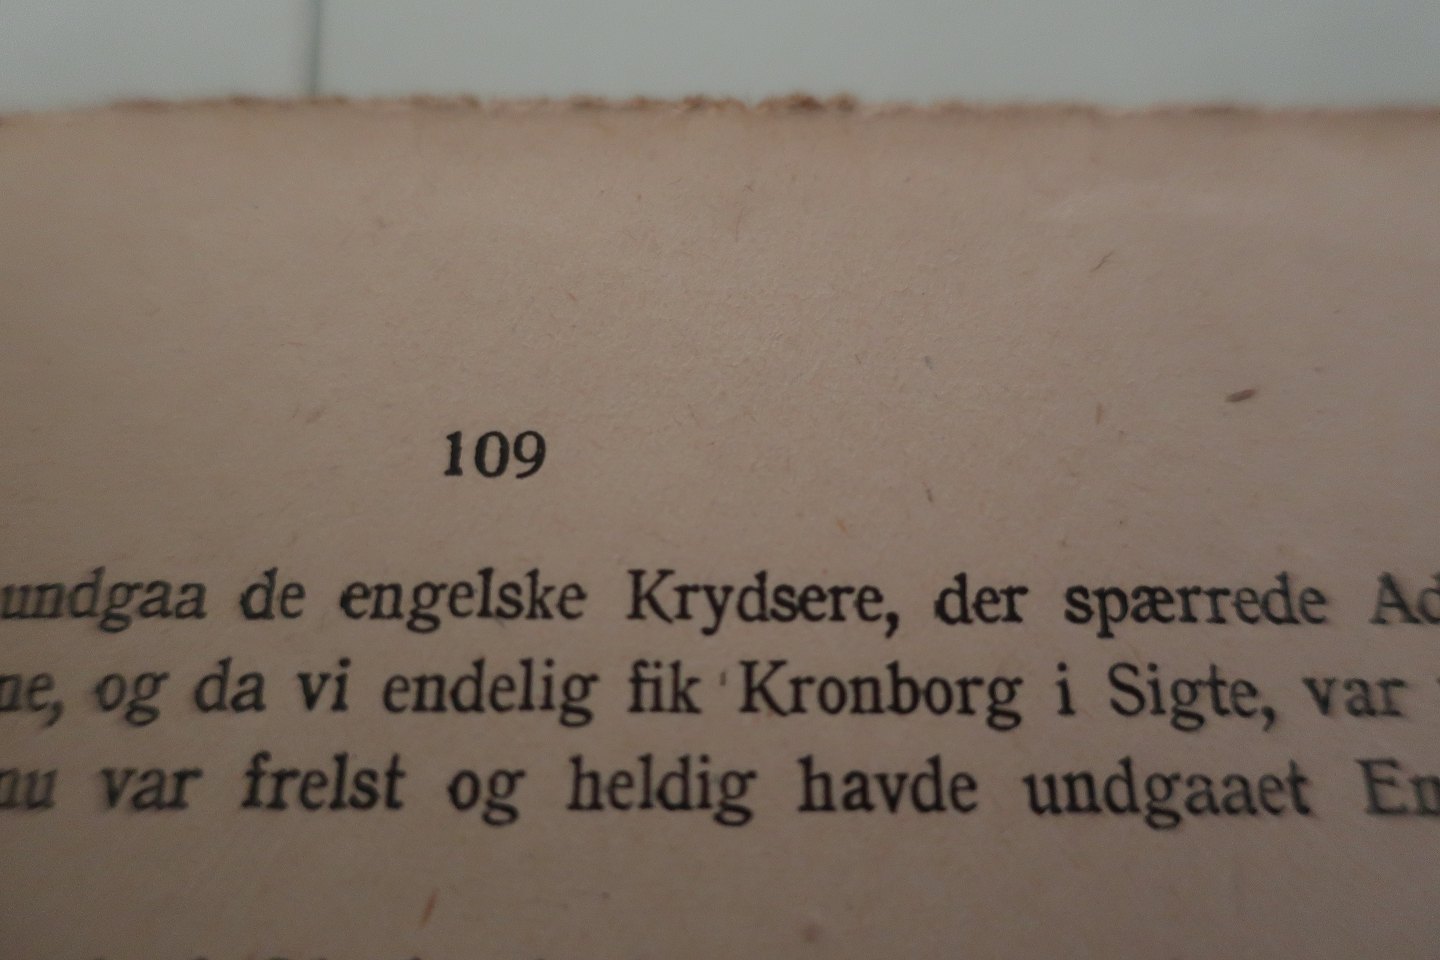 109
undgaa de engelske Krydsere, der spærrede
og da vi endelig fik Kronborg i Sigte, var
nu var frelst og heldig havde undgaaet